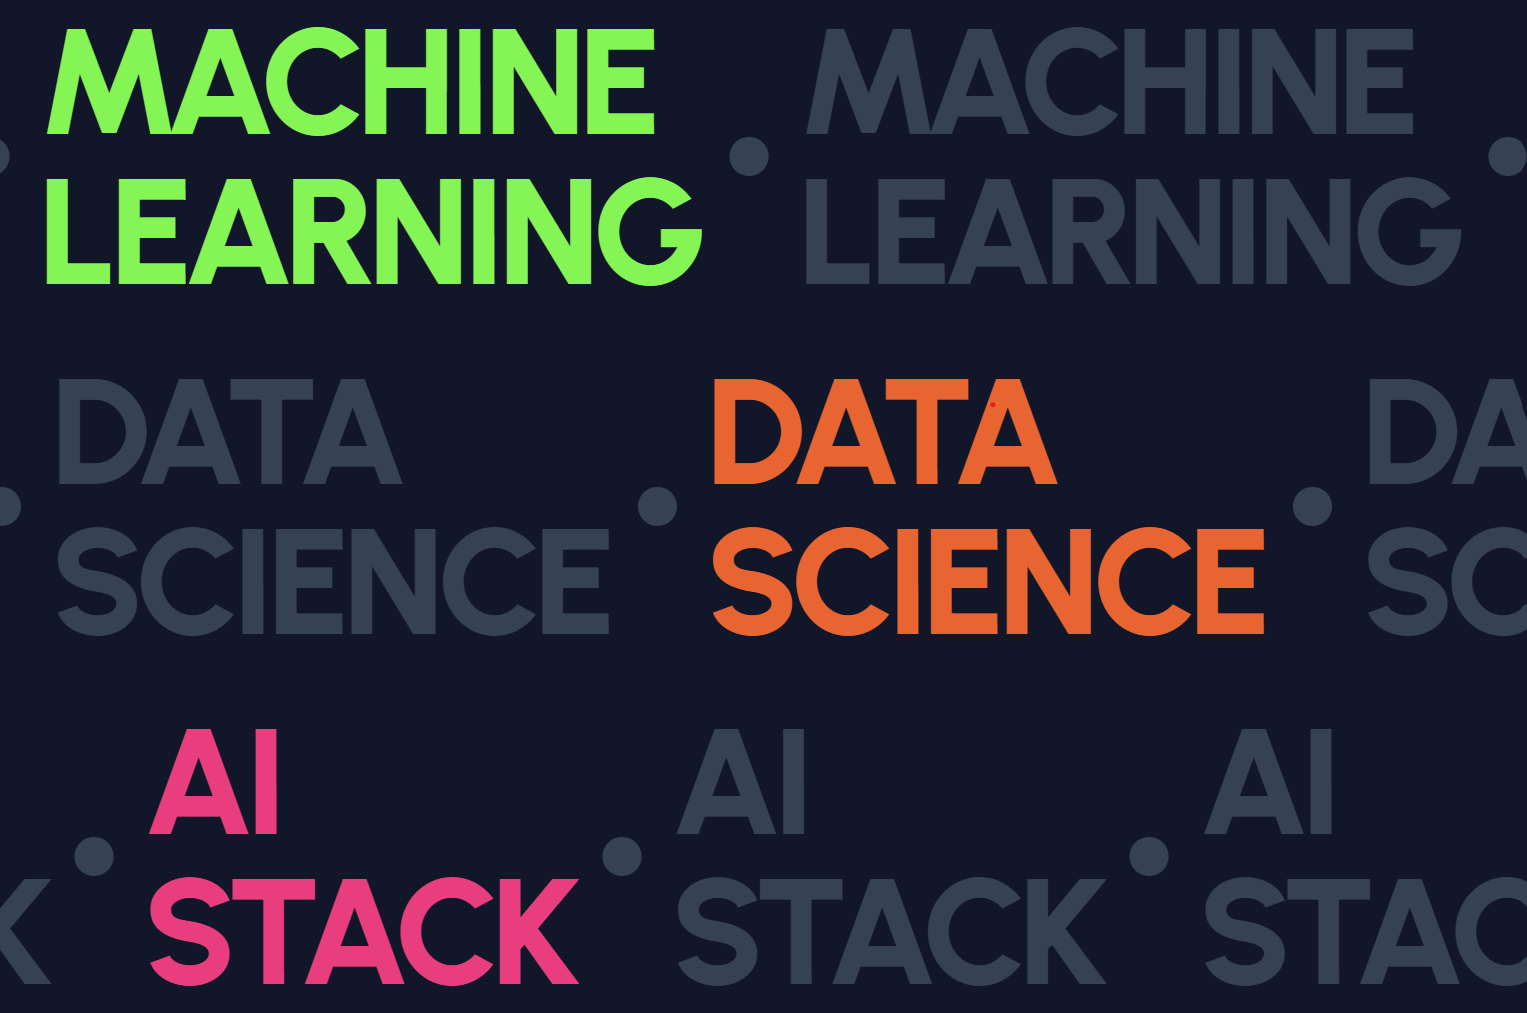 MACHINE MACHINE
LEARNING LEARNING
DATA DATA DA
SCIENCE SCIENCE SC
AI AI AI
K STACK STACK STAC